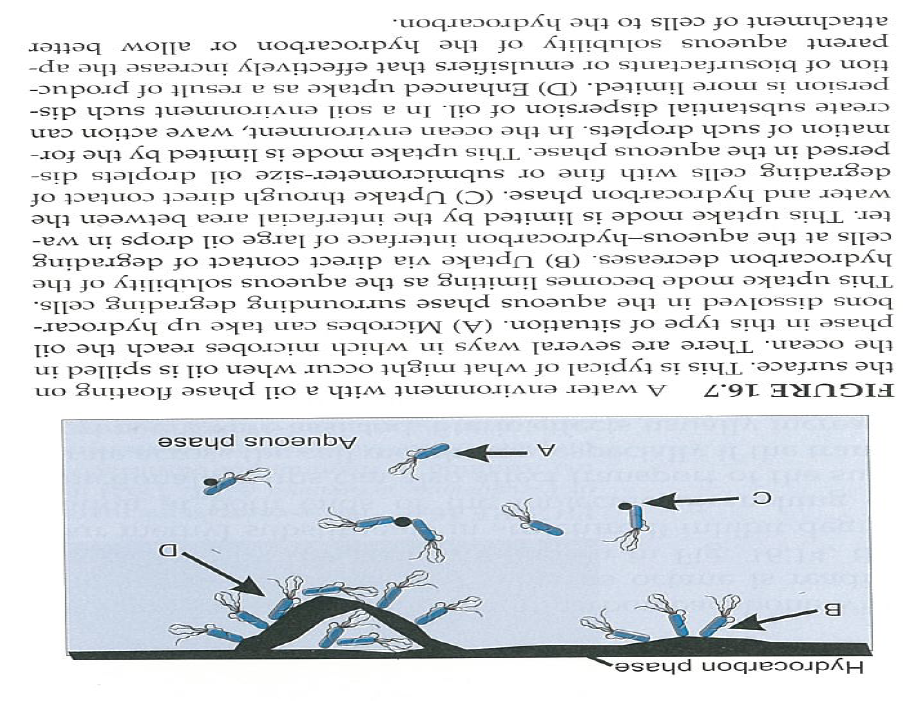 Hydrocarbon phase
B
D
C
A
Aqueous phase
FIGURE 16.7 A water environment with a oil phase floating on
the surface. This is typical of what might occur when oil is spilled in
the ocean. There are several ways in which microbes reach the oil
phase in this type of situation. (A) Microbes can take up hydrocar-
bons dissolved in the aqueous phase surrounding degrading cells.
This uptake mode becomes limiting as the aqueous solubility of the
hydrocarbon decreases. (B) Uptake via direct contact of degrading
cells at the aqueous–hydrocarbon interface of large oil drops in wa-
ter. This uptake mode is limited by the interfacial area between the
water and hydrocarbon phase. (C) Uptake through direct contact of
degrading cells with fine or submicrometer-size oil droplets dis-
persed in the aqueous phase. This uptake mode is limited by the for-
mation of such droplets. In the ocean environment, wave action can
create substantial dispersion of oil. In a soil environment such dis-
persion is more limited. (D) Enhanced uptake as a result of produc-
tion of biosurfactants or emulsifiers that effectively increase the ap-
parent aqueous solubility of the hydrocarbon or allow better
attachment of cells to the hydrocarbon.